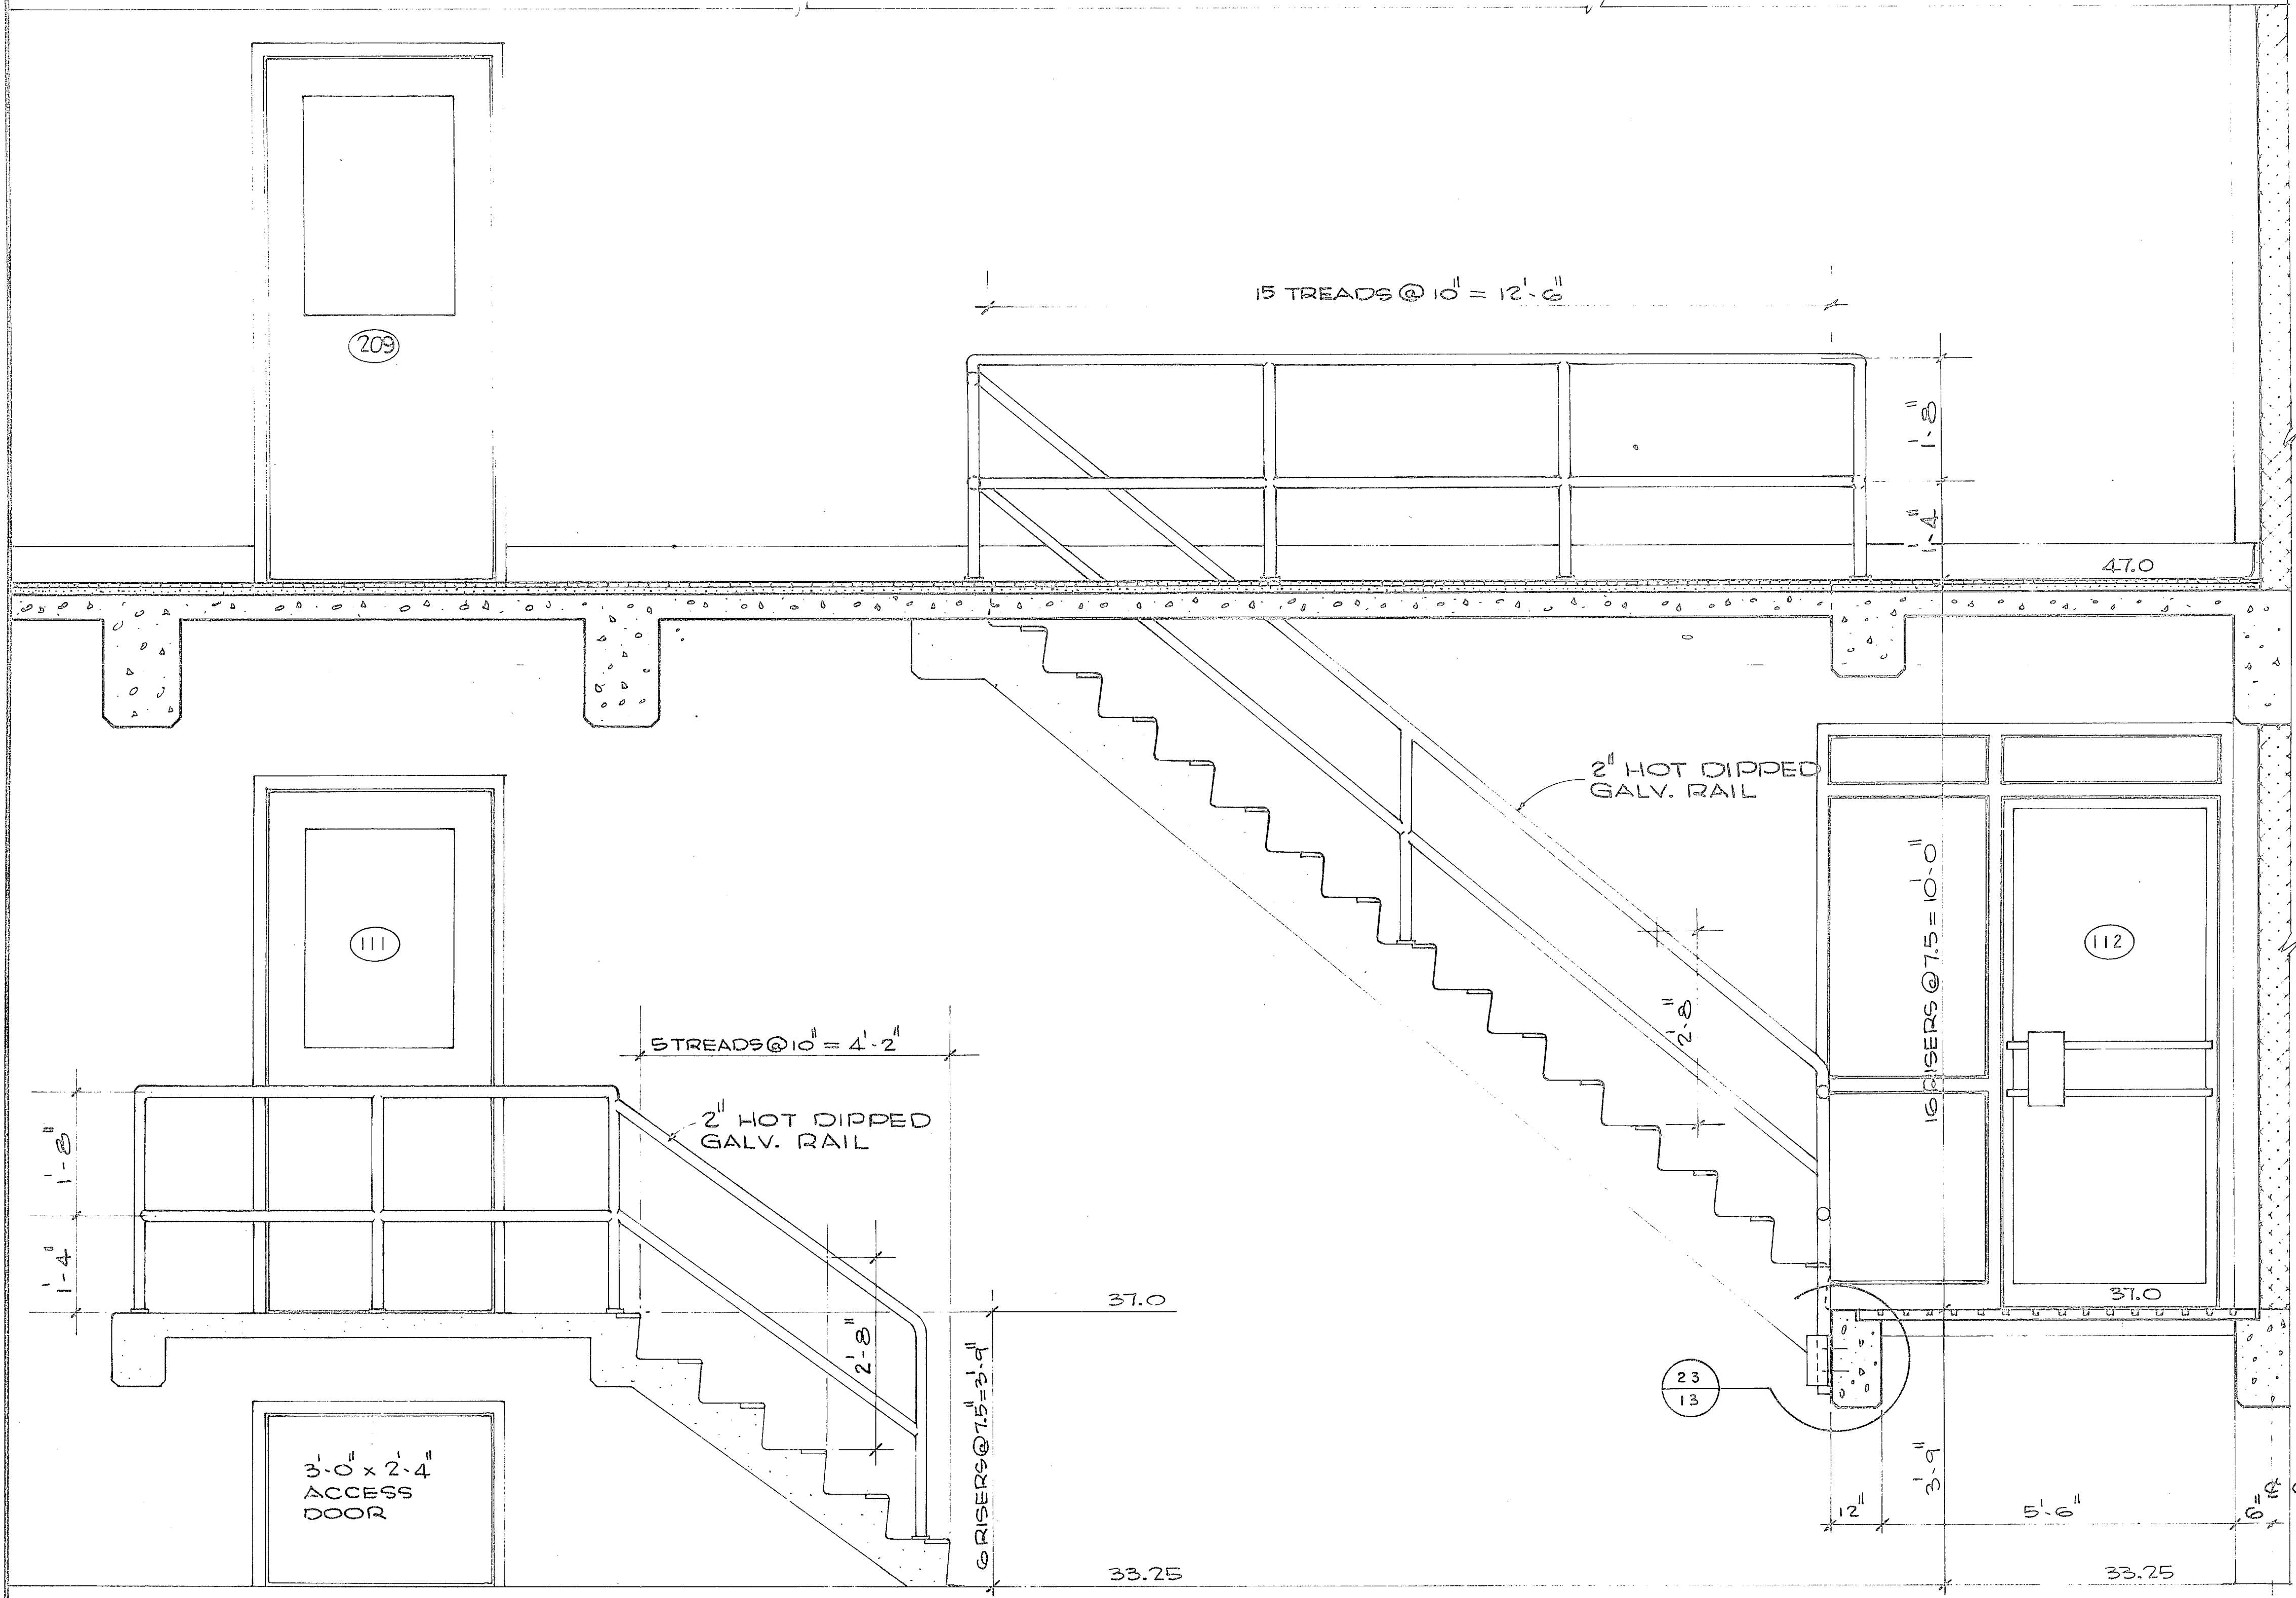 209
15 TREADS @ 10" = 12'-6"
1'-8"
1'-4"
47.0
2" HOT DIPPED
GALV. RAIL
16 RISERS @ 7.5 = 10'-0"
111
112
2'-8"
5 TREADS @ 10" = 4'-2"
2" HOT DIPPED
GALV. RAIL
1'-8"
1'-4"
2'-8"
37.0
37.0
6 RISERS @ 7.5" = 3'-9"
23
13
3'-0" x 2'-4"
ACCESS
DOOR
3'-9"
12"
5'-6"
6"
33.25
33.25